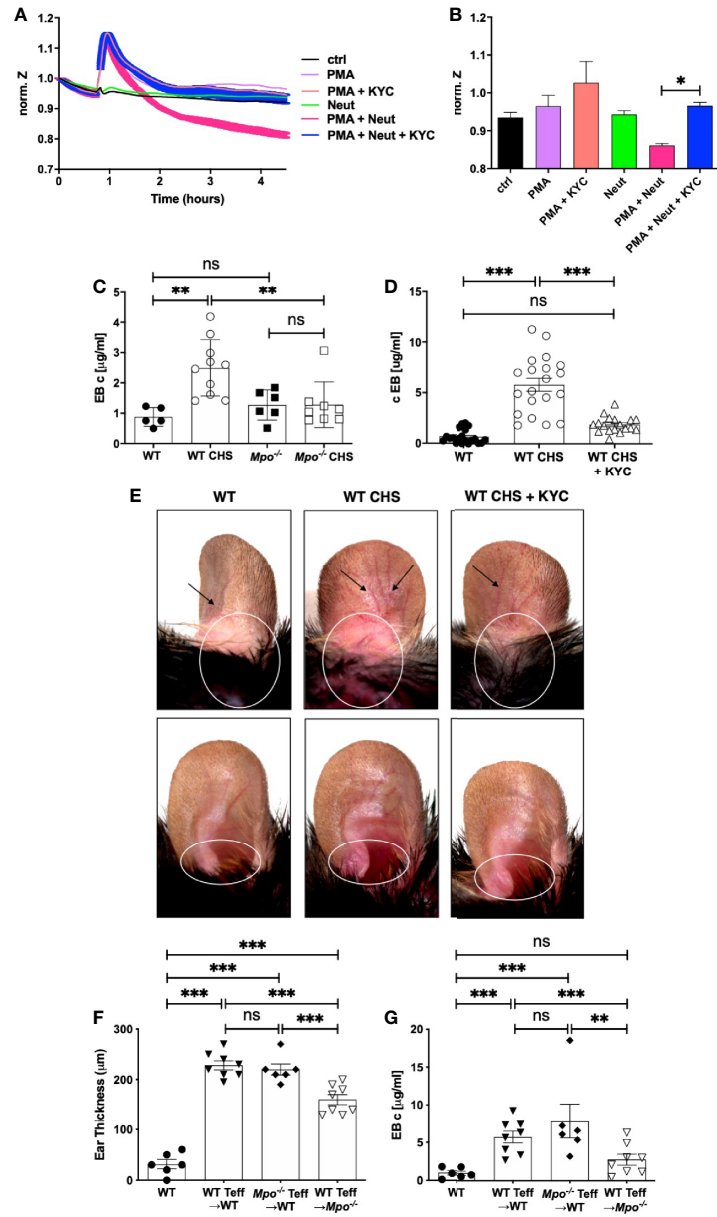 A
norm. Z
1.2
1.1
1.0
0.9
0.8
0.7
0 1 2 3 4
Time (hours)
ctrl
PMA
PMA + KYC
Neut
PMA + Neut
PMA + Neut + KYC
B
norm. Z
1.2
1.1
1.0
0.9
0.8
*
ctrl
PMA
PMA + KYC
Neut
PMA + Neut
PMA + Neut + KYC
C
ns
** **
ns
EB c [µg/ml]
5
4
3
2
1
0
WT
WT CHS
Mpo-/-
Mpo-/- CHS
D
*** ***
ns
c EB [ug/ml]
15
10
5
0
WT
WT CHS
WT CHS
+ KYC
E
WT
WT CHS
WT CHS + KYC
F
***
***
*** ***
ns ***
Ear Thickness (µm)
300
200
100
0
WT
WT Teff
→WT
Mpo-/- Teff
→WT
WT Teff
→Mpo-/-
G
ns
***
*** ***
ns **
EB c [µg/ml]
20
15
10
5
0
WT
WT Teff
→WT
Mpo-/- Teff
→WT
WT Teff
→Mpo-/-